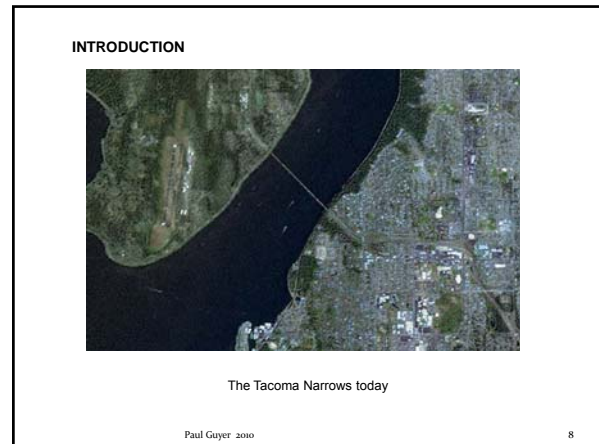 INTRODUCTION
The Tacoma Narrows today
Paul Guyer 2010
8